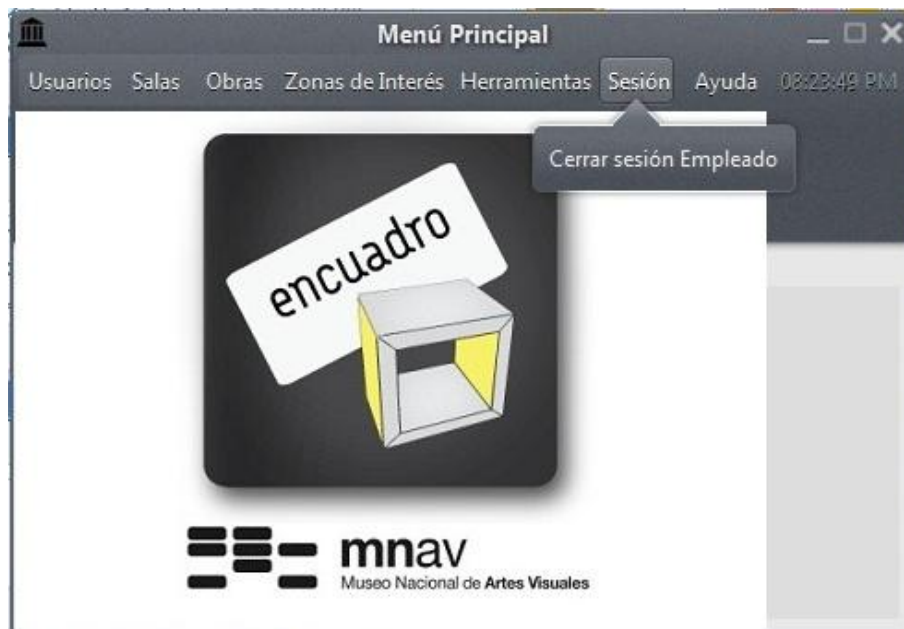 Menú Principal
Usuarios Salas Obras Zonas de Interés Herramientas Sesión Ayuda 08:23:49 PM
Cerrar sesión Empleado
encuadro
mnav
Museo Nacional de Artes Visuales